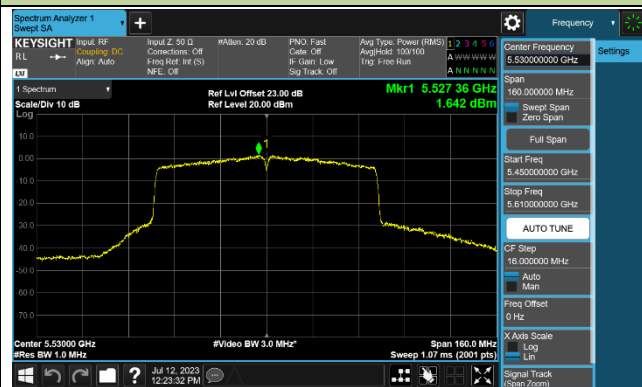 Spectrum Analyzer 1
Swept SA
Frequency
KEYSIGHT
Input: RF
Input Z: 50 Ω
#Atten: 20 dB
PNO: Fast
Avg Type: Power (RMS)
1 2 3 4 5 6
RL
Coupling: DC
Corrections: Off
Gate: Off
Avg|Hold: 100/100
A W W W W W
Align: Auto
Freq Ref: Int (S)
IF Gain: Low
Trig: Free Run
NFE: Off
Sig Track: Off
A N N N N N
LXI
1 Spectrum
Scale/Div 10 dB
Ref Lvl Offset 23.00 dB
Ref Level 20.00 dBm
Mkr1 5.527 36 GHz
1.642 dBm
Log
10.0
0.00
-10.0
-20.0
-30.0
-40.0
-50.0
-60.0
-70.0
1
Center 5.53000 GHz
#Res BW 1.0 MHz
#Video BW 3.0 MHz*
Span 160.0 MHz
Sweep 1.07 ms (2001 pts)
Jul 12, 2023
12:23:32 PM
Center Frequency
5.53000000 GHz
Settings
Span
160.000000 MHz
Swept Span
Zero Span
Full Span
Start Freq
5.45000000 GHz
Stop Freq
5.61000000 GHz
AUTO TUNE
CF Step
16.000000 MHz
Auto
Man
Freq Offset
0 Hz
X Axis Scale
Log
Lin
Signal Track
(Span Zoom)